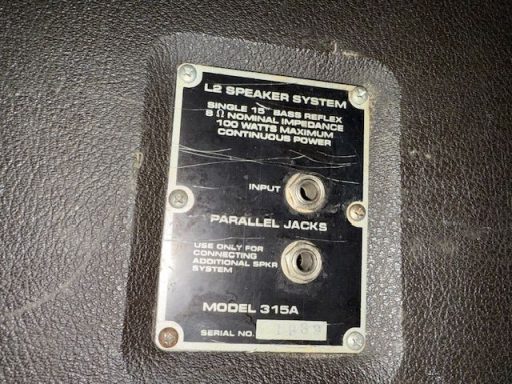 L2 SPEAKER SYSTEM
SINGLE 15" BASS REFLEX
8 Ω NOMINAL IMPEDANCE
100 WATTS MAXIMUM
CONTINUOUS POWER
INPUT
PARALLEL JACKS
USE ONLY FOR
CONNECTING
ADDITIONAL SPKR
SYSTEM
MODEL 315A
SERIAL NO.